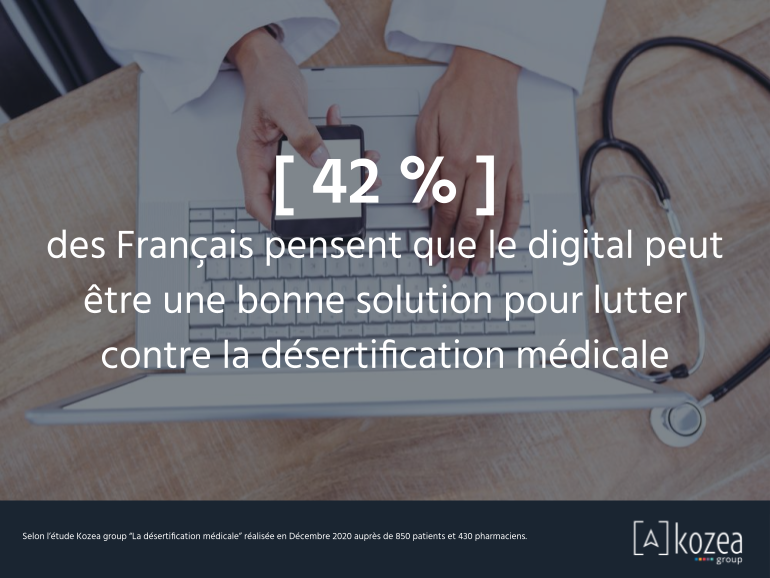 [ 42 % ]
des Français pensent que le digital peut
être une bonne solution pour lutter
contre la désertification médicale
Selon l'étude Kozea group "La désertification médicale" réalisée en Décembre 2020 auprès de 850 patients et 430 pharmaciens.
[A] kozea
group